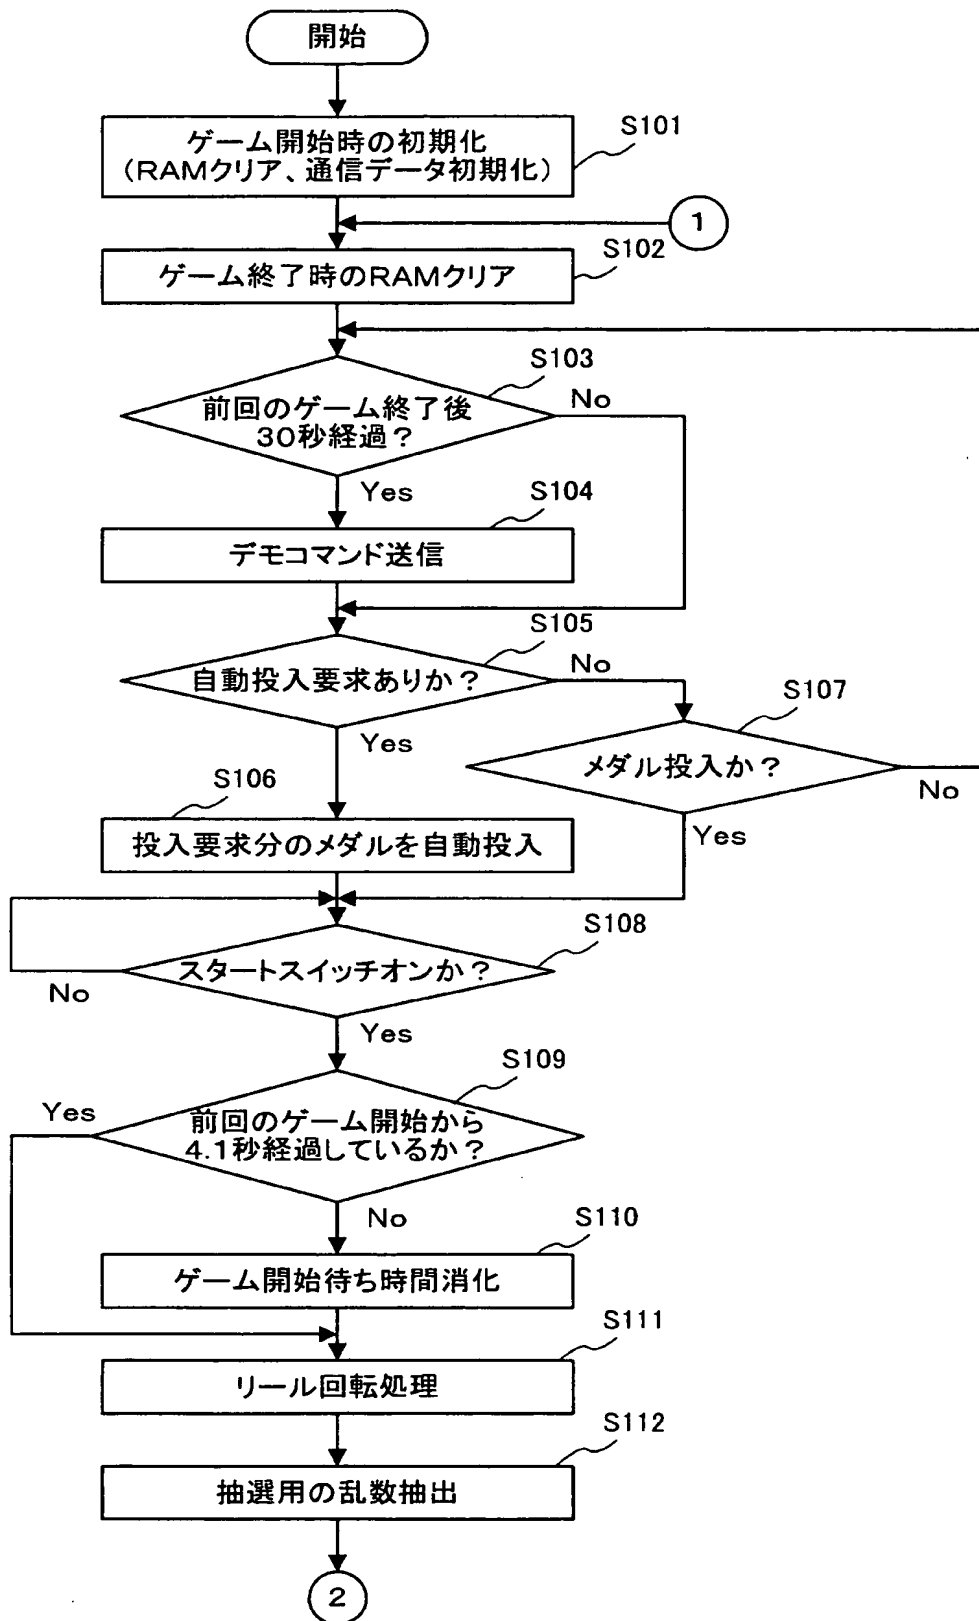 開始
ゲーム開始時の初期化
(RAMクリア、通信データ初期化)
S101
1
S102
ゲーム終了時のRAMクリア
S103
前回のゲーム終了後
30秒経過？
No
Yes
S104
デモコマンド送信
S105
自動投入要求ありか？
No
Yes
S107
メダル投入か？
No
Yes
S106
投入要求分のメダルを自動投入
S108
スタートスイッチオンか？
No
Yes
S109
前回のゲーム開始から
4.1秒経過しているか？
Yes
No
S110
ゲーム開始待ち時間消化
S111
リール回転処理
S112
抽選用の乱数抽出
2